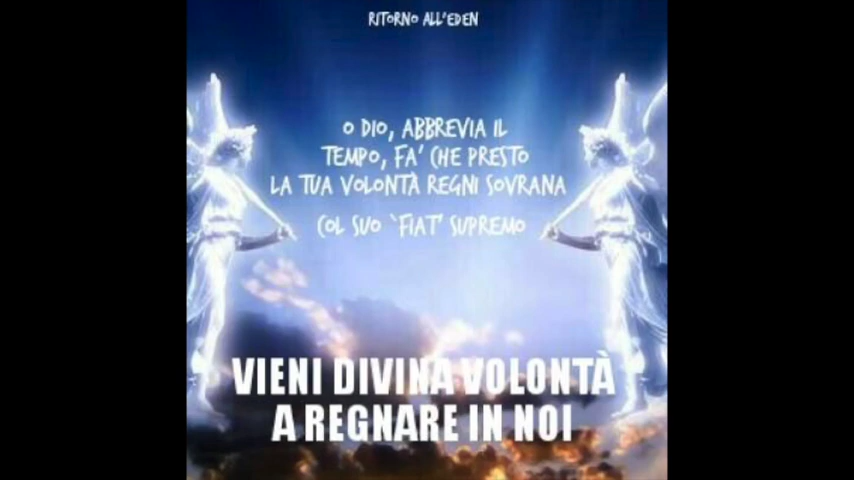 RITORNO ALL'EDEN
O DIO, ABBREVIA IL
TEMPO, FA' CHE PRESTO
LA TUA VOLONTÀ REGNI SOVRANA
COL SUO `FIAT' SUPREMO
VIENI DIVINA VOLONTÀ
A REGNARE IN NOI